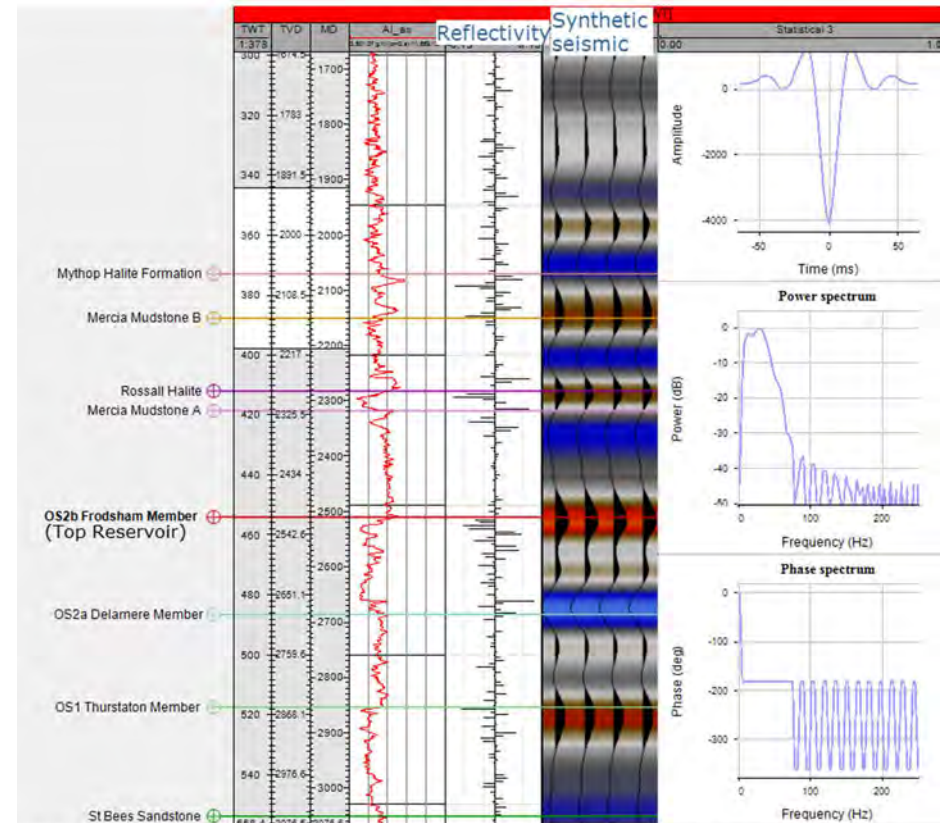 Synthetic
Reflectivity seismic
TWT TVD MD Statistical 3
1:378 0.00
300 1674.5
1700
Amplitude
0
320 1783
1800
-2000
340 1891.5
1900
-4000
360 2000
2000
-50 0 50
Time (ms)
Mythop Halite Formation
380 2108.5
2100
Power spectrum
Mercia Mudstone B
2200
400 2217
Power (dB)
0
-10
-20
-30
-40
-50
Rossall Halite
2300
Mercia Mudstone A
420 2325.5
2400
440 2434
0 100 200
Frequency (Hz)
2500
OS2b Frodsham Member
(Top Reservoir)
460 2542.6
Phase spectrum
2600
480 2651.1
Phase (deg)
0
-100
-200
-300
OS2a Delamere Member
2700
500 2759.6
2800
OS1 Thurstaton Member
520 2868.1
2900
540 2976.6
3000
0 100 200
Frequency (Hz)
St Bees Sandstone